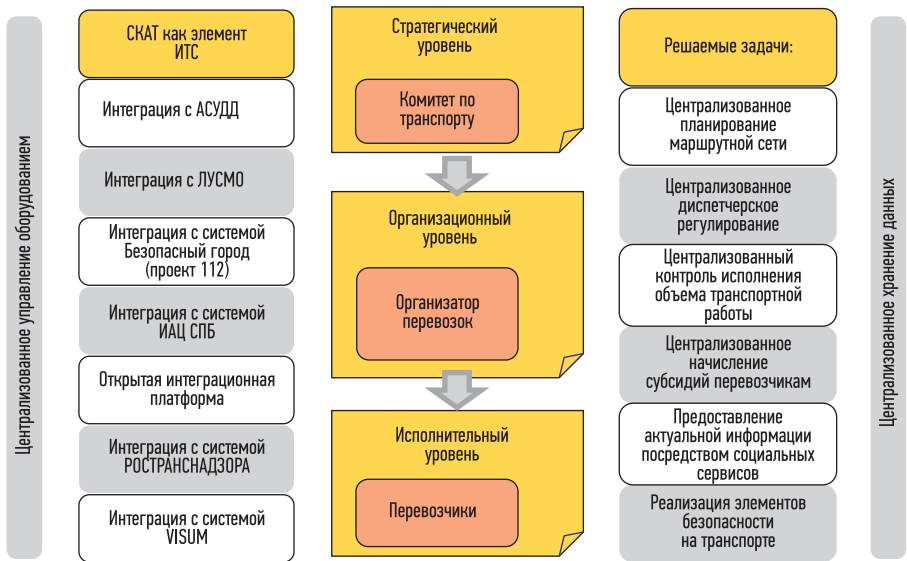 Централизованное управление оборудованием
СКАТ как элемент
ИТС
Интеграция с АСУДД
Интеграция с ЛУСМО
Интеграция с системой
Безопасный город
(проект 112)
Интеграция с системой
ИАЦ СПБ
Открытая интеграционная
платформа
Интеграция с системой
РОСТРАНСНАДЗОРА
Интеграция с системой
VISUM
Стратегический
уровень
Комитет по
транспорту
Организационный
уровень
Организатор
перевозок
Исполнительный
уровень
Перевозчики
Решаемые задачи:
Централизованное
планирование
маршрутной сети
Централизованное
диспетчерское
регулирование
Централизованный
контроль исполнения
объема транспортной
работы
Централизованное
начисление
субсидий перевозчикам
Предоставление
актуальной информации
посредством социальных
сервисов
Реализация элементов
безопасности
на транспорте
Централизованное хранение данных